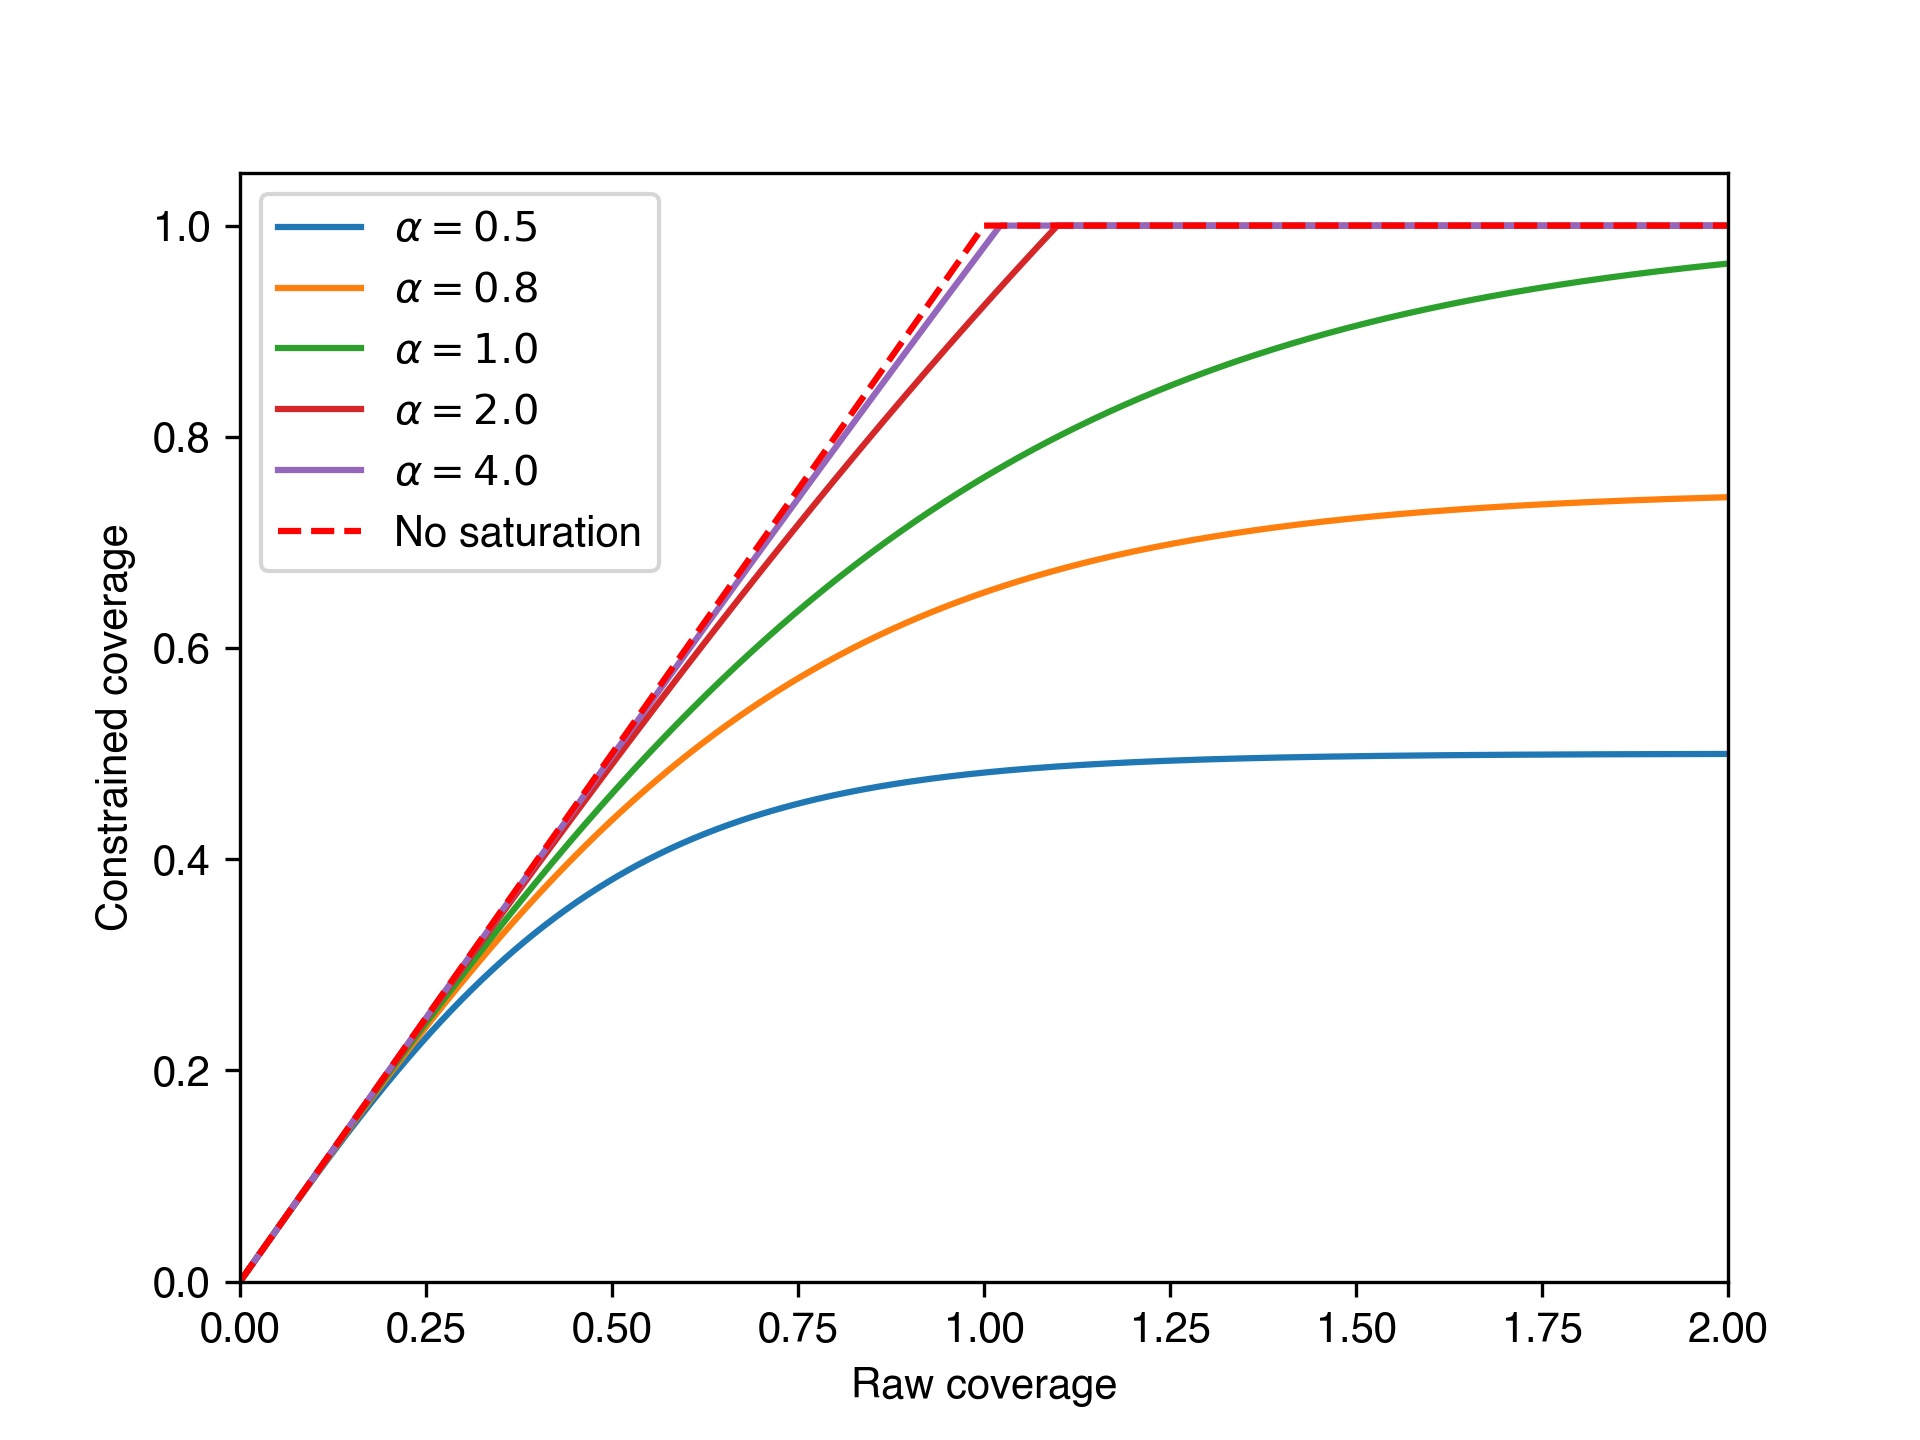 α = 0.5
α = 0.8
α = 1.0
α = 2.0
α = 4.0
No saturation
1.0
0.8
0.6
0.4
0.2
0.0
Constrained coverage
0.00 0.25 0.50 0.75 1.00 1.25 1.50 1.75 2.00
Raw coverage